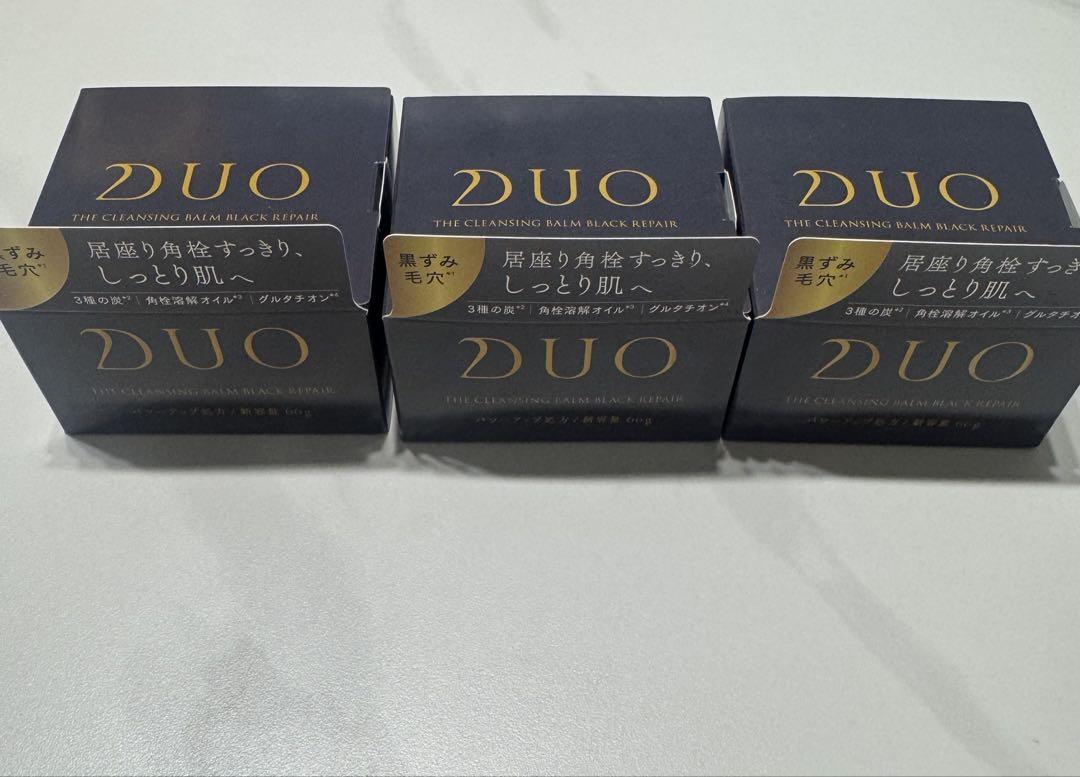 DUO
THE CLEANSING BALM BLACK REPAIR
黒ずみ
毛穴*1
居座り角栓すっきり、
しっとり肌へ
3種の炭*2 | 角栓溶解オイル*3 | グルタチオン*4
DUO
THE CLEANSING BALM BLACK REPAIR
パワーアップ処方 / 新容量 66g
DUO
THE CLEANSING BALM BLACK REPAIR
黒ずみ
毛穴*1
居座り角栓すっきり、
しっとり肌へ
3種の炭*2 | 角栓溶解オイル*3 | グルタチオン*4
DUO
THE CLEANSING BALM BLACK REPAIR
パワーアップ処方 / 新容量 66g
DUO
THE CLEANSING BALM BLACK REPAIR
黒ずみ
毛穴*1
居座り角栓すっき
しっとり肌へ
3種の炭*2 | 角栓溶解オイル*3 | グルタチオ
DUO
THE CLEANSING BALM BLACK REPAIR
パワーアップ処方 / 新容量 66g